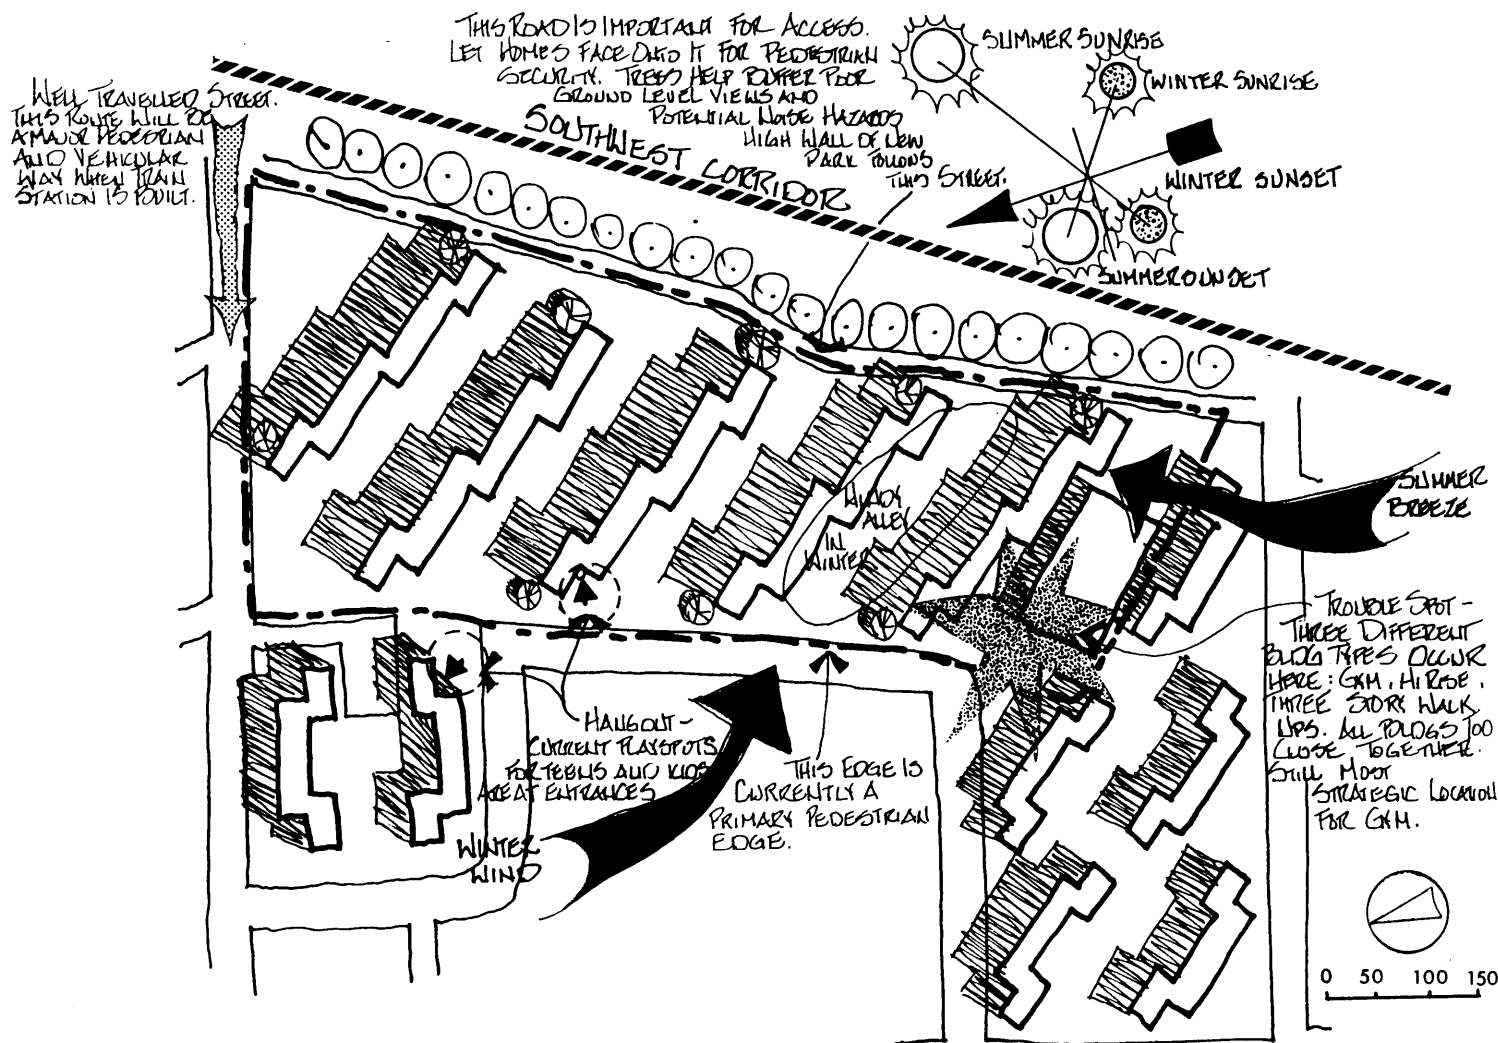 THIS ROAD IS IMPORTANT FOR ACCESS.
LET HOMES FACE ONTO IT FOR PEDESTRIAN
SECURITY. TREES HELP BUFFER POOR
GROUND LEVEL VIEWS AND
POTENTIAL NOISE HAZARDS
HIGH WALL OF NEW
PARK FOLLOWS
THIS STREET.
SUMMER SUNRISE
WINTER SUNRISE
WINTER SUNSET
SUMMER SUNSET
WELL TRAVELLED STREET.
THIS ROUTE WILL BE
A MAJOR PEDESTRIAN
AND VEHICULAR
WAY WHEN TRAIN
STATION IS BUILT.
SOUTHWEST CORRIDOR
WINDY
ALLEY
IN
WINTER
SUMMER
BREEZE
TROUBLE SPOT -
THREE DIFFERENT
BLDG TYPES OCCUR
HERE: GKM, HI RISE,
THREE STORY WALK
UPS. ALL BLDGS TOO
CLOSE TOGETHER.
STILL MOST
STRATEGIC LOCATION
FOR GKM.
HANGOUT -
CURRENT PLAYSPOTS
FOR TEENS AND KIDS
ARE AT ENTRANCES
THIS EDGE IS
CURRENTLY A
PRIMARY PEDESTRIAN
EDGE.
WINTER
WIND
0 50 100 150